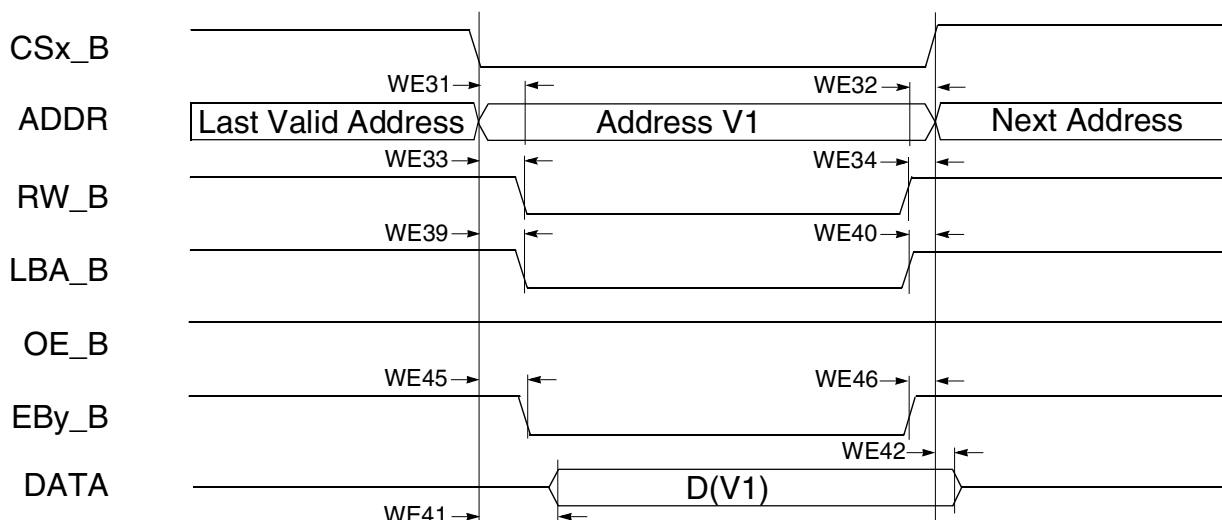 CSx_B
WE31 WE32
ADDR Last Valid Address Address V1 Next Address
WE33 WE34
RW_B
WE39 WE40
LBA_B
OE_B
WE45 WE46
EBy_B
WE42
DATA D(V1)
WE41